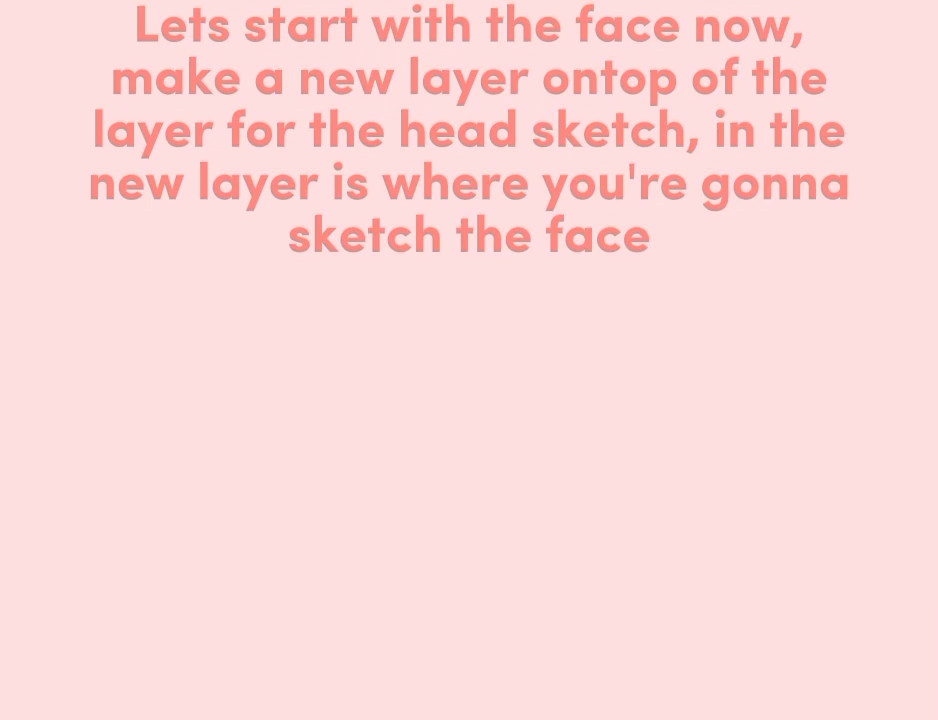 Lets start with the face now,
make a new layer ontop of the
layer for the head sketch, in the
new layer is where you're gonna
sketch the face